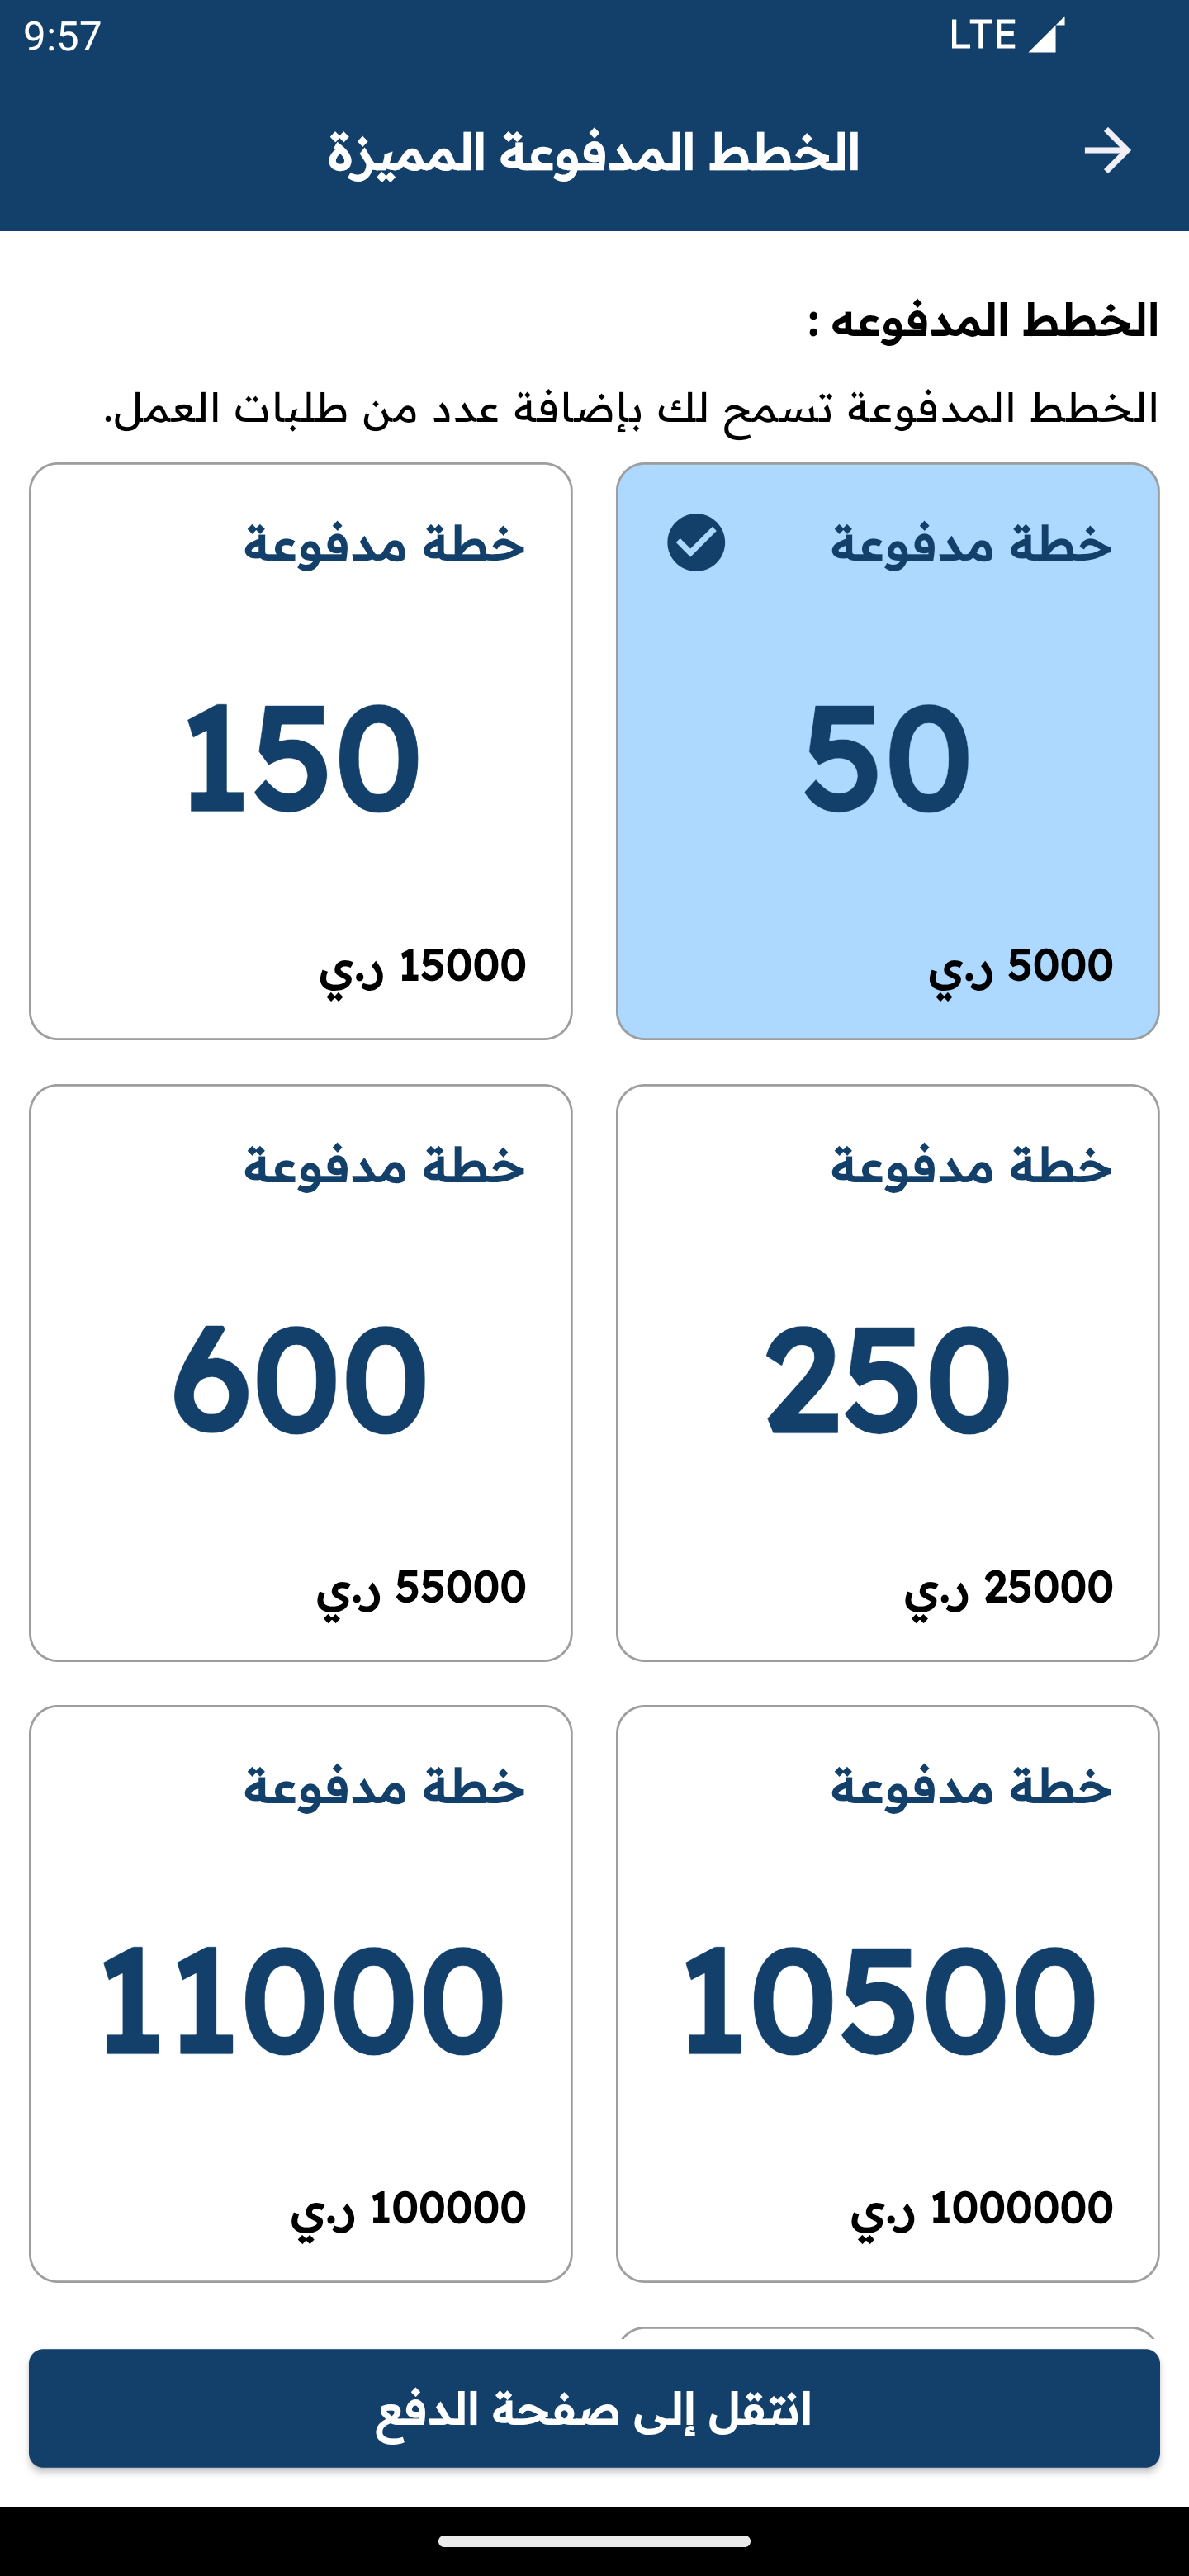 9:57 LTE
الخطط المدفوعة المميزة
الخطط المدفوعه :
الخطط المدفوعة تسمح لك بإضافة عدد من طلبات العمل.
خطة مدفوعة
50
5000 ر.ي
خطة مدفوعة
150
15000 ر.ي
خطة مدفوعة
250
25000 ر.ي
خطة مدفوعة
600
55000 ر.ي
خطة مدفوعة
10500
1000000 ر.ي
خطة مدفوعة
11000
100000 ر.ي
انتقل إلى صفحة الدفع